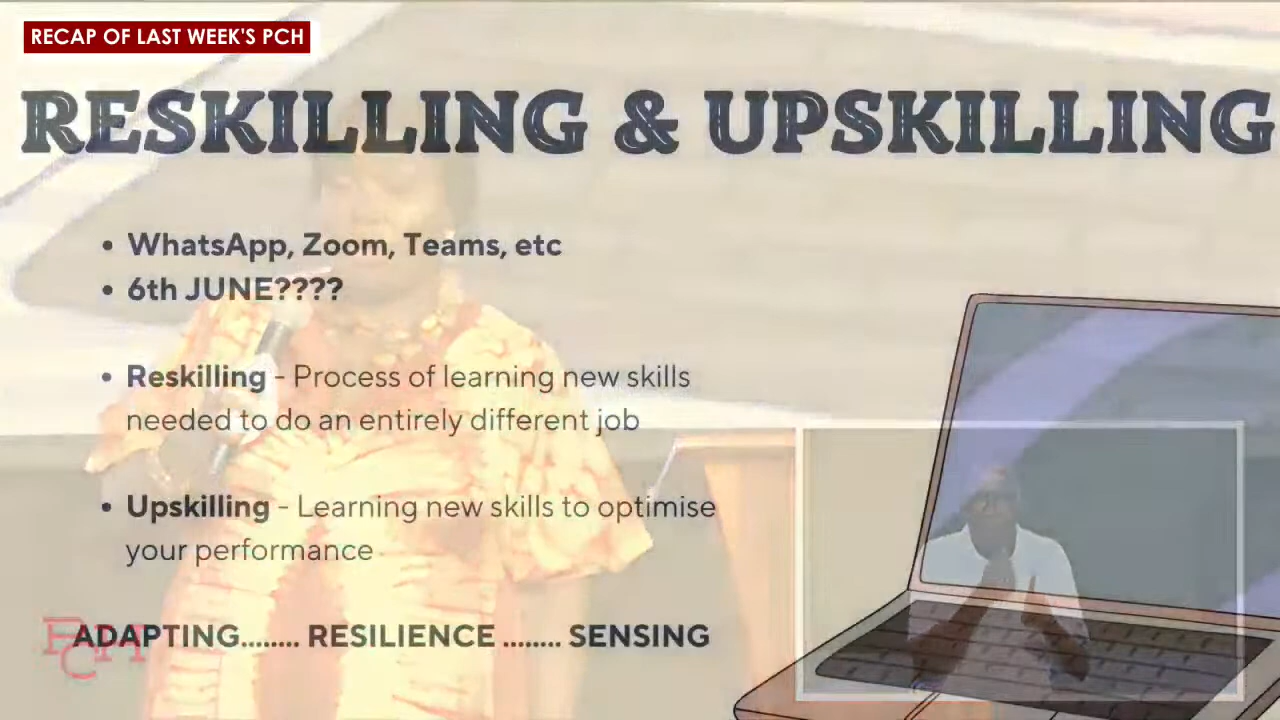 RECAP OF LAST WEEK'S PCH
RESKILLING & UPSKILLING
• WhatsApp, Zoom, Teams, etc
• 6th JUNE????
• Reskilling - Process of learning new skills
needed to do an entirely different job
• Upskilling - Learning new skills to optimise
your performance
PCH
ADAPTING........ RESILIENCE ........ SENSING